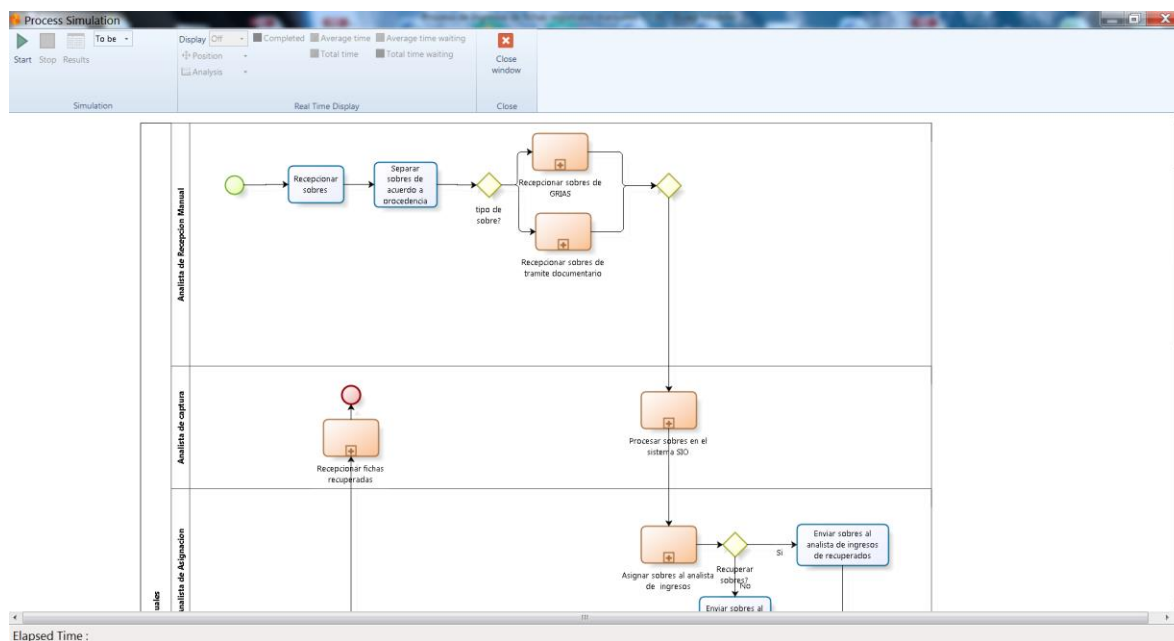 Process Simulation
To be
Display Off
Completed
Average time
Average time waiting
Position
Total time
Total time waiting
Analysis
Start Stop Results
Close
window
Simulation
Real Time Display
Close
Analista de Recepcion Manual
Recepcionar
sobres
Separar
sobres de
acuerdo a
procedencia
tipo de
sobre?
Recepcionar sobres de
GRIAS
Recepcionar sobres de
tramite documentario
Analista de captura
Recepcionar fichas
recuperadas
Procesar sobres en el
sistema SIO
Analista de Asignacion
Asignar sobres al analista
de ingresos
Recuperar
sobres?
Si
No
Enviar sobres al
analista de ingresos
de recuperados
Enviar sobres al
Elapsed Time :